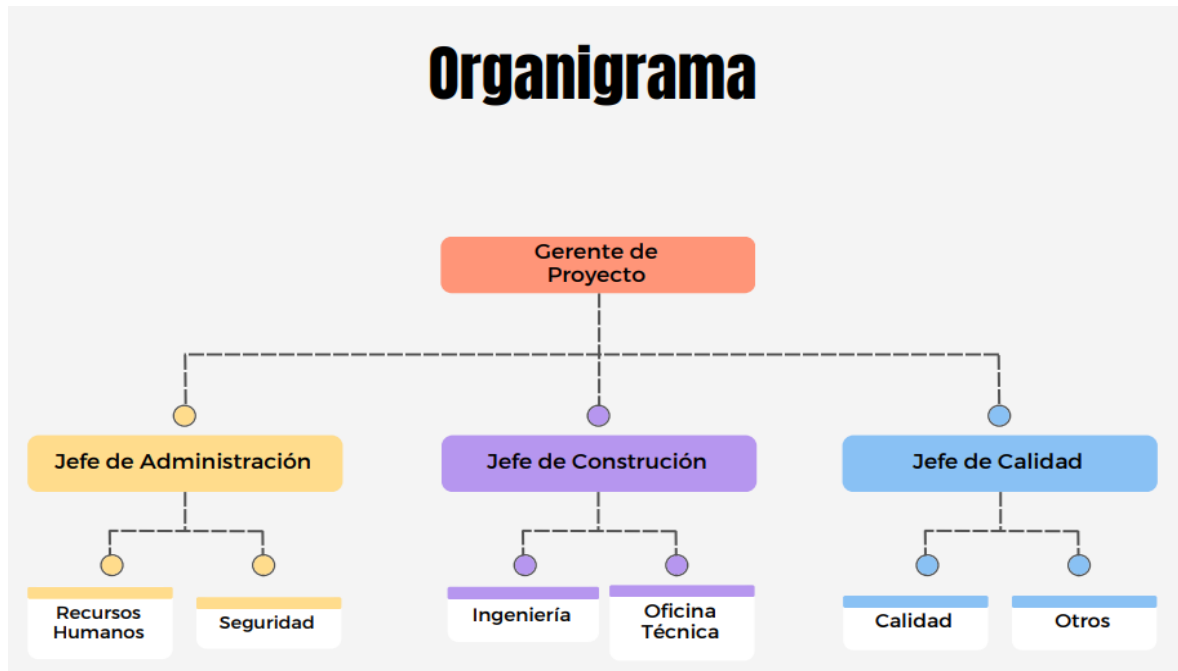 Organigrama
Gerente de
Proyecto
Jefe de Administración
Jefe de Construción
Jefe de Calidad
Recursos
Humanos
Seguridad
Ingeniería
Oficina
Técnica
Calidad
Otros